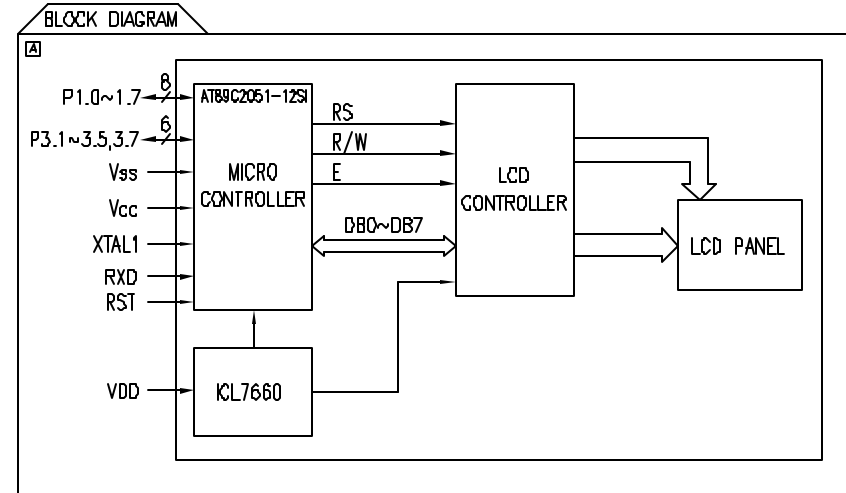 BLOCK DIAGRAM
A
P1.0~1.7
8
AT89C2051-12SI
P3.1~3.5,3.7
6
RS
R/W
E
Vss
Vcc
XTAL1
RXD
RST
MICRO
CONTROLLER
DB0~DB7
LCD
CONTROLLER
LCD PANEL
VDD
ICL7660